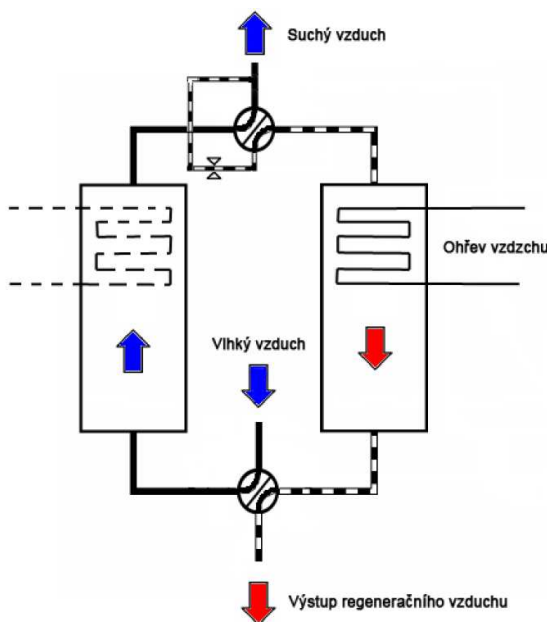 Suchý vzduch
Ohřev vzdzchu
Vlhký vzduch
Výstup regeneračního vzduchu